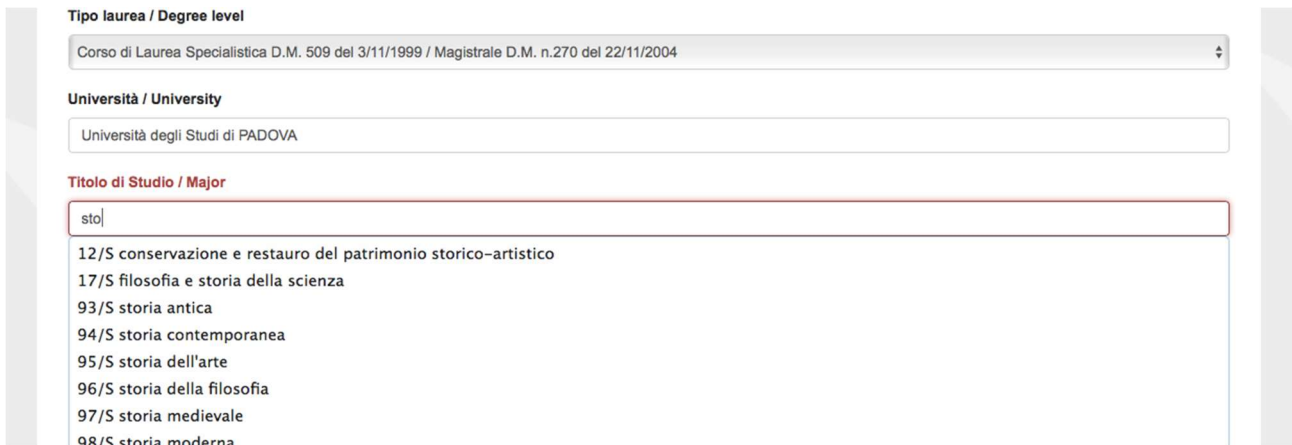 Tipo laurea / Degree level
Corso di Laurea Specialistica D.M. 509 del 3/11/1999 / Magistrale D.M. n.270 del 22/11/2004
Università / University
Università degli Studi di PADOVA
Titolo di Studio / Major
sto
12/S conservazione e restauro del patrimonio storico-artistico
17/S filosofia e storia della scienza
93/S storia antica
94/S storia contemporanea
95/S storia dell'arte
96/S storia della filosofia
97/S storia medievale
98/S storia moderna